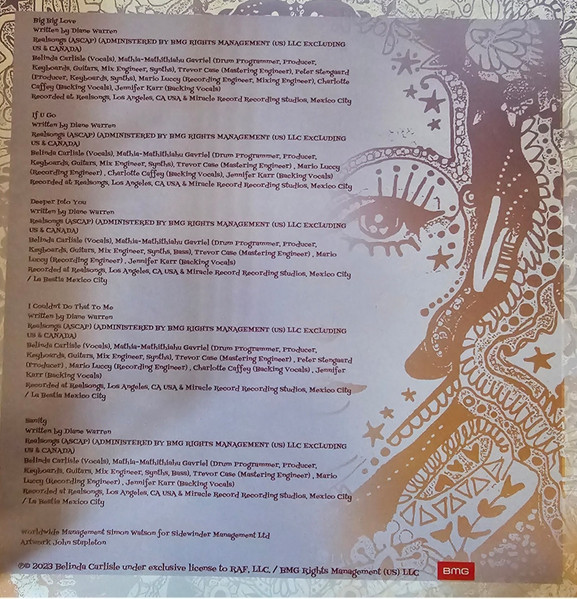 Big Big Love
Written by Diane Warren
Realsongs (ASCAP) (ADMINISTERED BY BMG RIGHTS MANAGEMENT (US) LLC EXCLUDING
US & CANADA)
Belinda Carlisle (Vocals), Mathia-Mathithiahu Gavriel (Drum Programmer, Producer,
Keyboards, Guitars, Mix Engineer, Synths), Trevor Case (Mastering Engineer), Peter Stengaard
(Producer, Keyboards, Synths), Mario Luccy (Recording Engineer, Mixing Engineer), Charlotte
Caffey (Backing Vocals), Jennifer Karr (Backing Vocals)
Recorded at Realsongs, Los Angeles, CA USA & Miracle Record Recording Studios, Mexico City
If U Go
Written by Diane Warren
Realsongs (ASCAP) (ADMINISTERED BY BMG RIGHTS MANAGEMENT (US) LLC EXCLUDING
US & CANADA)
Belinda Carlisle (Vocals), Mathia-Mathithiahu Gavriel (Drum Programmer, Producer,
Keyboards, Guitars, Mix Engineer, Synths), Trevor Case (Mastering Engineer) , Mario Luccy
(Recording Engineer) , Charlotte Caffey (Backing Vocals), Jennifer Karr (Backing Vocals)
Recorded at Realsongs, Los Angeles, CA USA & Miracle Record Recording Studios, Mexico City
Deeper Into You
Written by Diane Warren
Realsongs (ASCAP) (ADMINISTERED BY BMG RIGHTS MANAGEMENT (US) LLC EXCLUDING
US & CANADA)
Belinda Carlisle (Vocals), Mathia-Mathithiahu Gavriel (Drum Programmer, Producer,
Keyboards, Guitars, Mix Engineer, Synths, Bass), Trevor Case (Mastering Engineer) , Mario
Luccy (Recording Engineer) , Jennifer Karr (Backing Vocals)
Recorded at Realsongs, Los Angeles, CA USA & Miracle Record Recording Studios, Mexico City
/ La Bestia Mexico City
I Couldn't Do That To Me
Written by Diane Warren
Realsongs (ASCAP) (ADMINISTERED BY BMG RIGHTS MANAGEMENT (US) LLC EXCLUDING
US & CANADA)
Belinda Carlisle (Vocals), Mathia-Mathithiahu Gavriel (Drum Programmer, Producer,
Keyboards, Guitars, Mix Engineer, Synths), Trevor Case (Mastering Engineer) , Peter Stengaard
(Producer) , Mario Luccy (Recording Engineer) , Charlotte Caffey (Backing Vocals) , Jennifer
Karr (Backing Vocals)
Recorded at Realsongs, Los Angeles, CA USA & Miracle Record Recording Studios, Mexico City
/ La Bestia Mexico City
Sanity
Written by Diane Warren
Realsongs (ASCAP) (ADMINISTERED BY BMG RIGHTS MANAGEMENT (US) LLC EXCLUDING
US & CANADA)
Belinda Carlisle (Vocals), Mathia-Mathithiahu Gavriel (Drum Programmer, Producer,
Keyboards, Guitars, Mix Engineer, Synths, Bass), Trevor Case (Mastering Engineer) , Mario
Luccy (Recording Engineer) , Jennifer Karr (Backing Vocals)
Recorded at Realsongs, Los Angeles, CA USA & Miracle Record Recording Studios, Mexico City
/ La Bestia Mexico City
Worldwide Management Simon Watson for Sidewinder Management Ltd
Artwork John Stapleton
℗© 2023 Belinda Carlisle under exclusive license to RAF, LLC. / BMG Rights Management (US) LLC
BMG